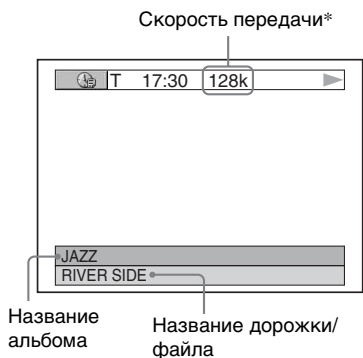 Скорость передачи*
T 17:30 128k
JAZZ
RIVER SIDE
Название альбома
Название дорожки/
файла